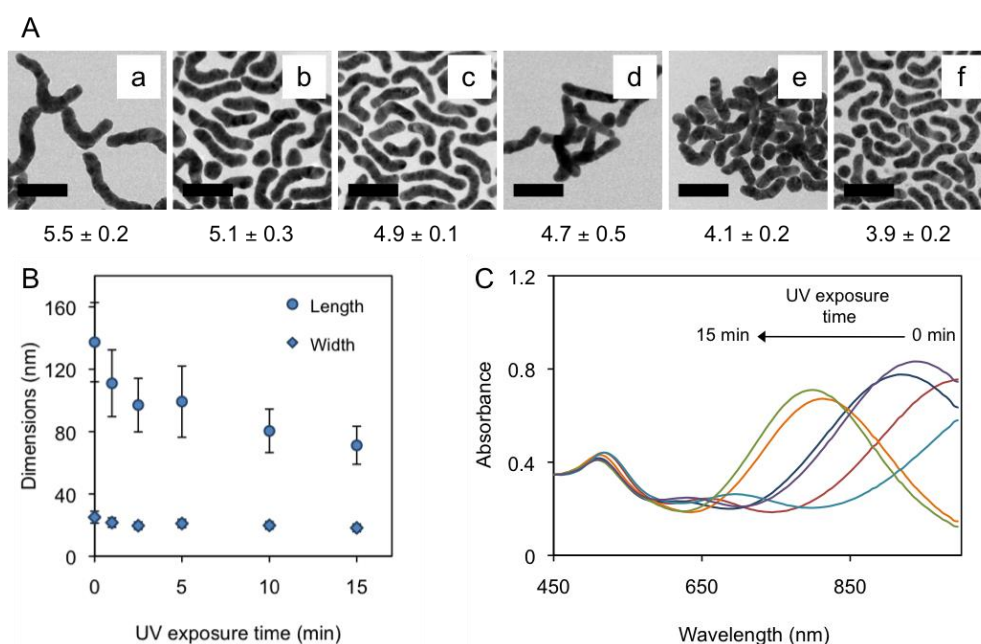 A
a b c d e f
5.5 ± 0.2 5.1 ± 0.3 4.9 ± 0.1 4.7 ± 0.5 4.1 ± 0.2 3.9 ± 0.2
B
Dimensions (nm)
160
120
80
40
0
Length
Width
0 5 10 15
UV exposure time (min)
C
Absorbance
1.2
0.8
0.4
0
UV exposure
time
15 min 0 min
450 650 850
Wavelength (nm)